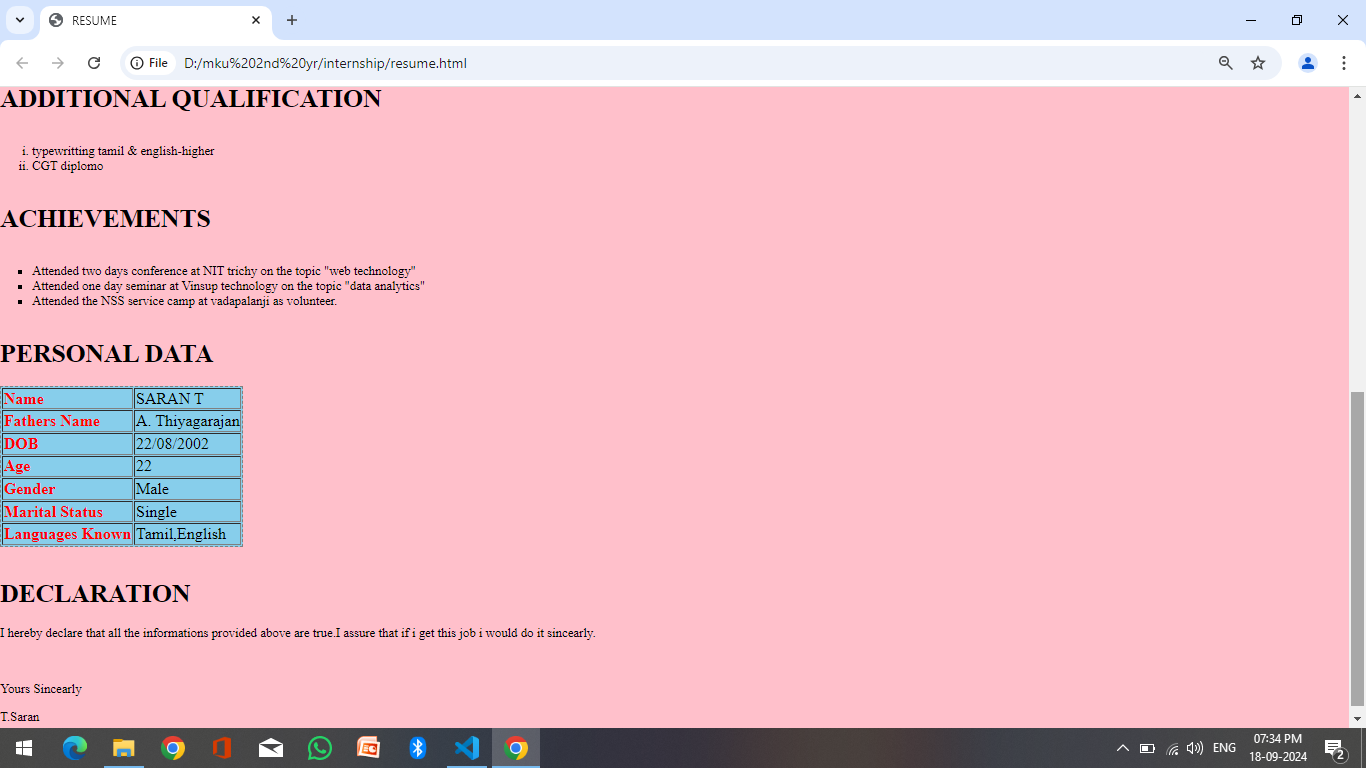 RESUME
File
D:/mku%202nd%20yr/internship/resume.html
ADDITIONAL QUALIFICATION
i. typewritting tamil & english-higher
ii. CGT diplomo
ACHIEVEMENTS
Attended two days conference at NIT trichy on the topic "web technology"
Attended one day seminar at Vinsup technology on the topic "data analytics"
Attended the NSS service camp at vadapalanji as volunteer.
PERSONAL DATA
Name SARAN T
Fathers Name A. Thiyagarajan
DOB 22/08/2002
Age 22
Gender Male
Marital Status Single
Languages Known Tamil,English
DECLARATION
I hereby declare that all the informations provided above are true.I assure that if i get this job i would do it sincearly.
Yours Sincearly
T.Saran
ENG
07:34 PM
18-09-2024
2